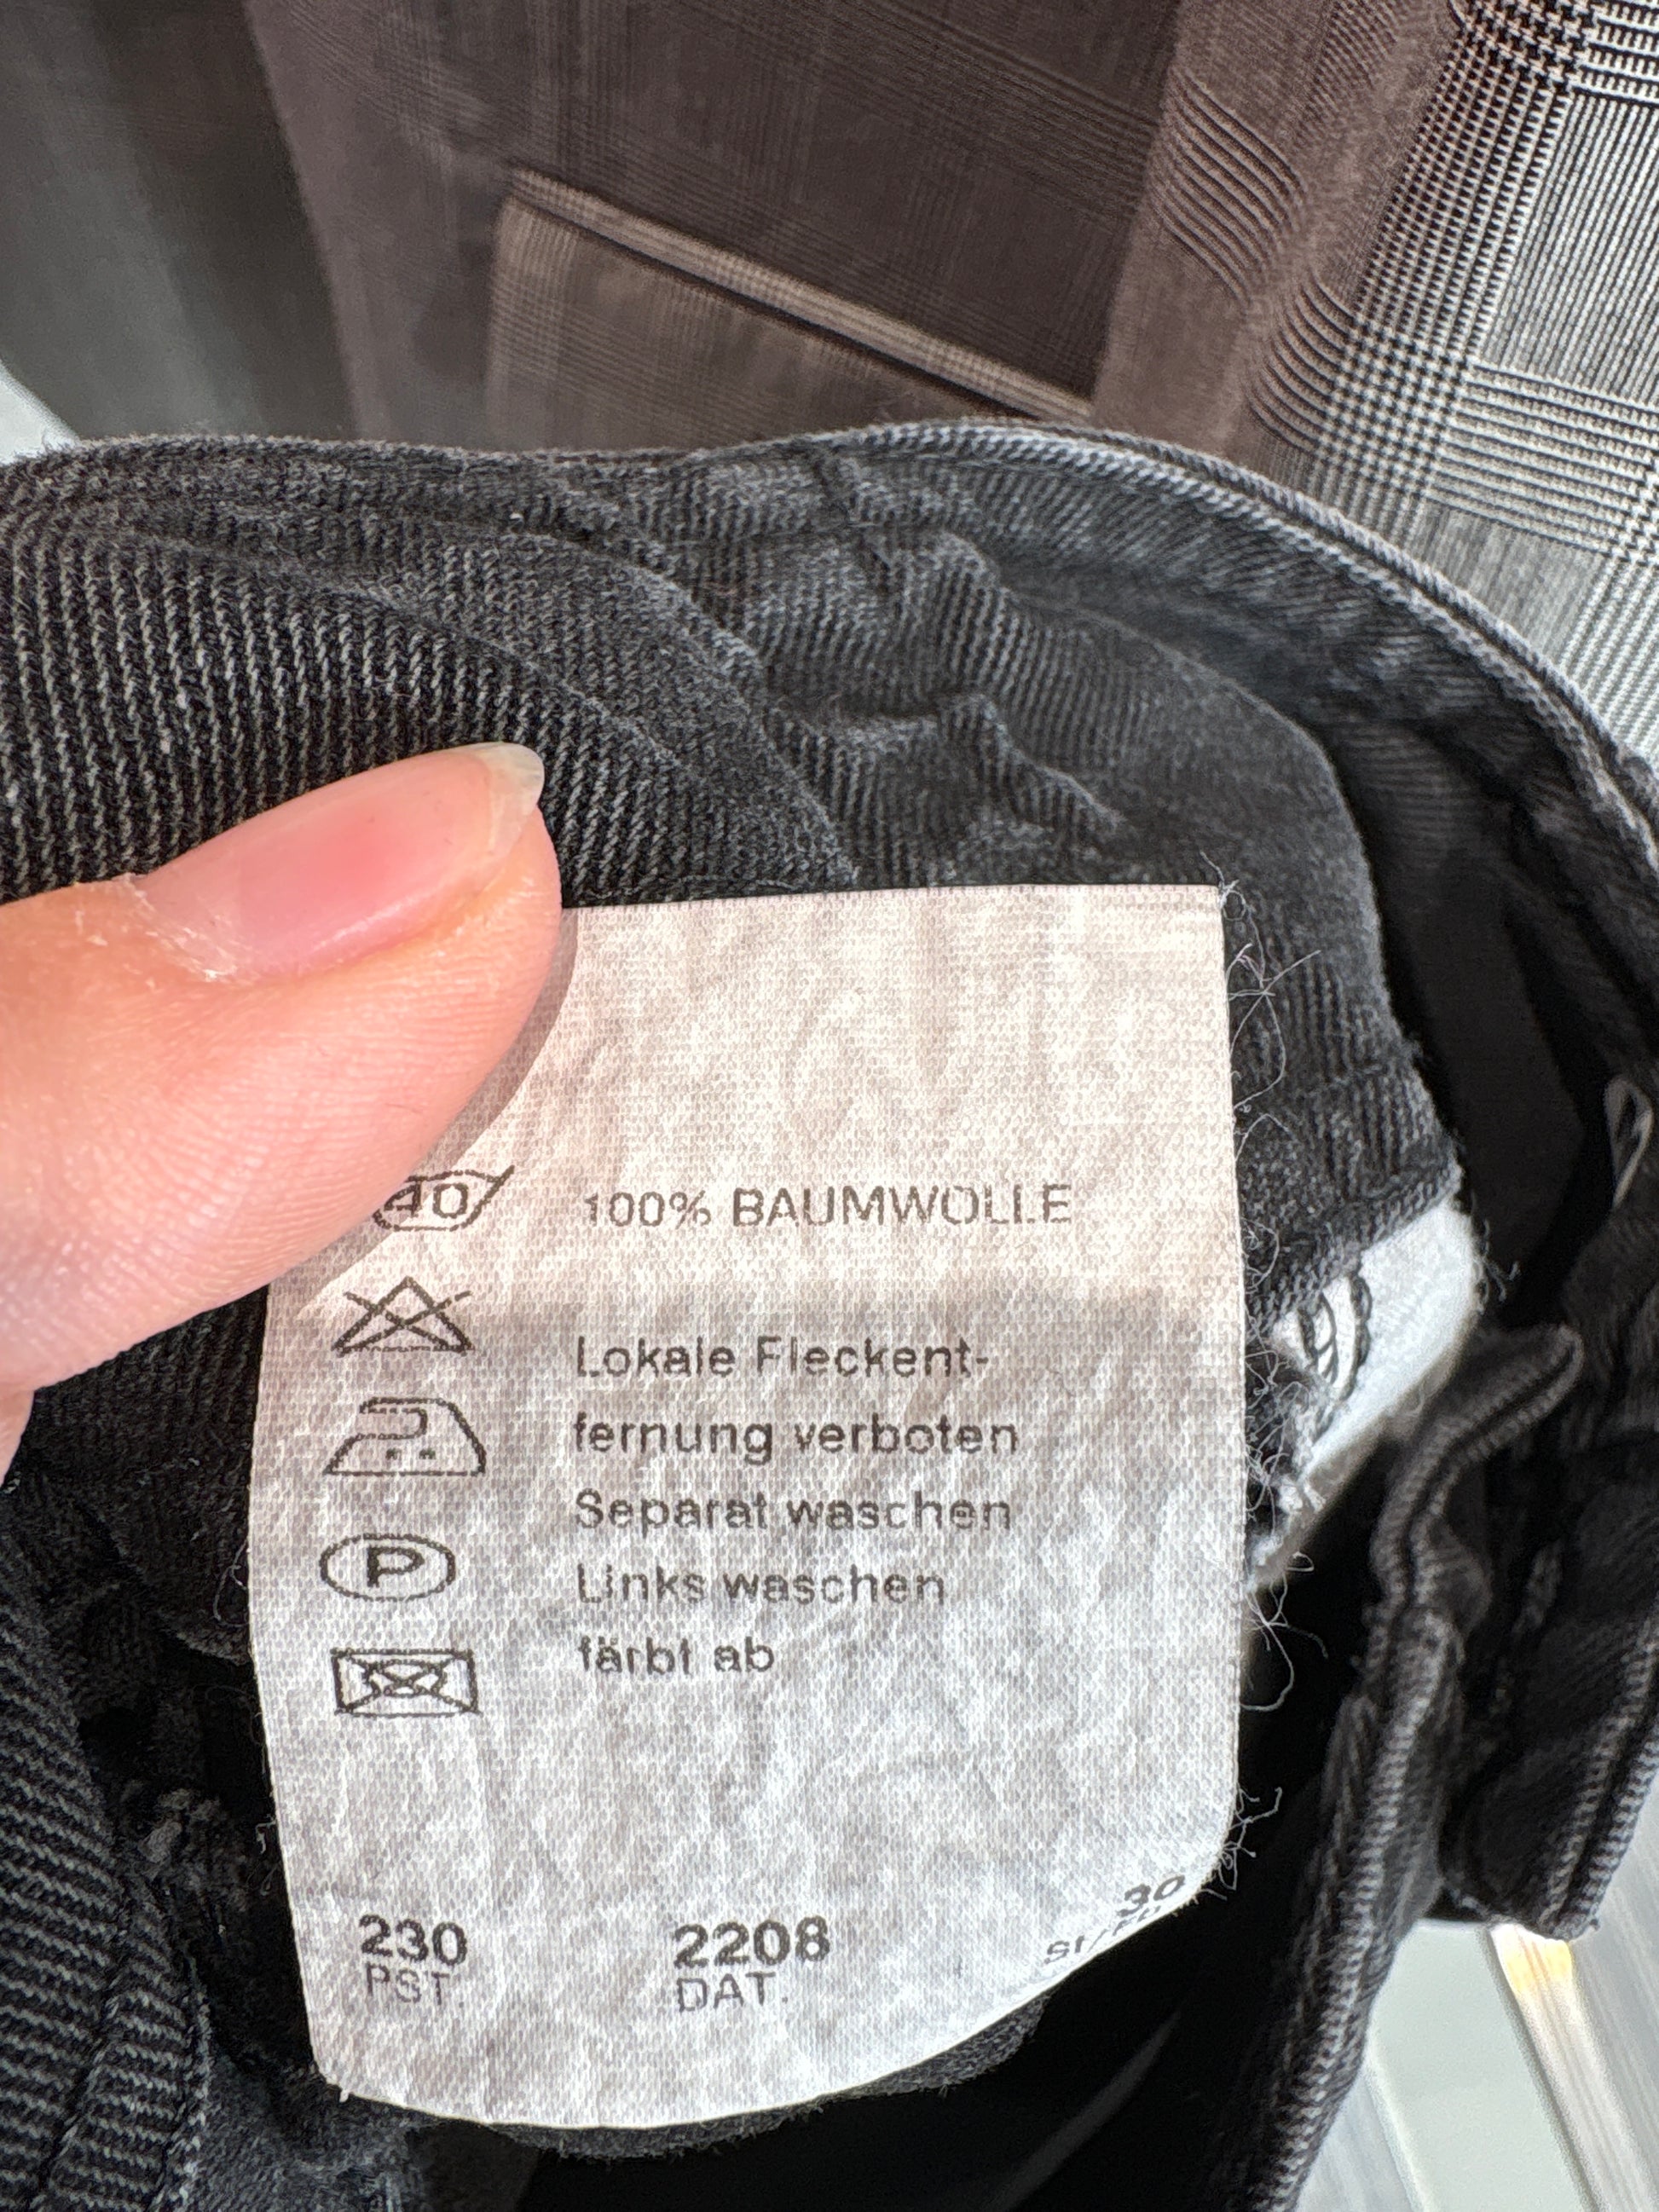 40
100% BAUMWOLLE
Lokale Fleckent-
fernung verboten
Separat waschen
Links waschen
färbt ab
P
230
PST.
2208
DAT.
30